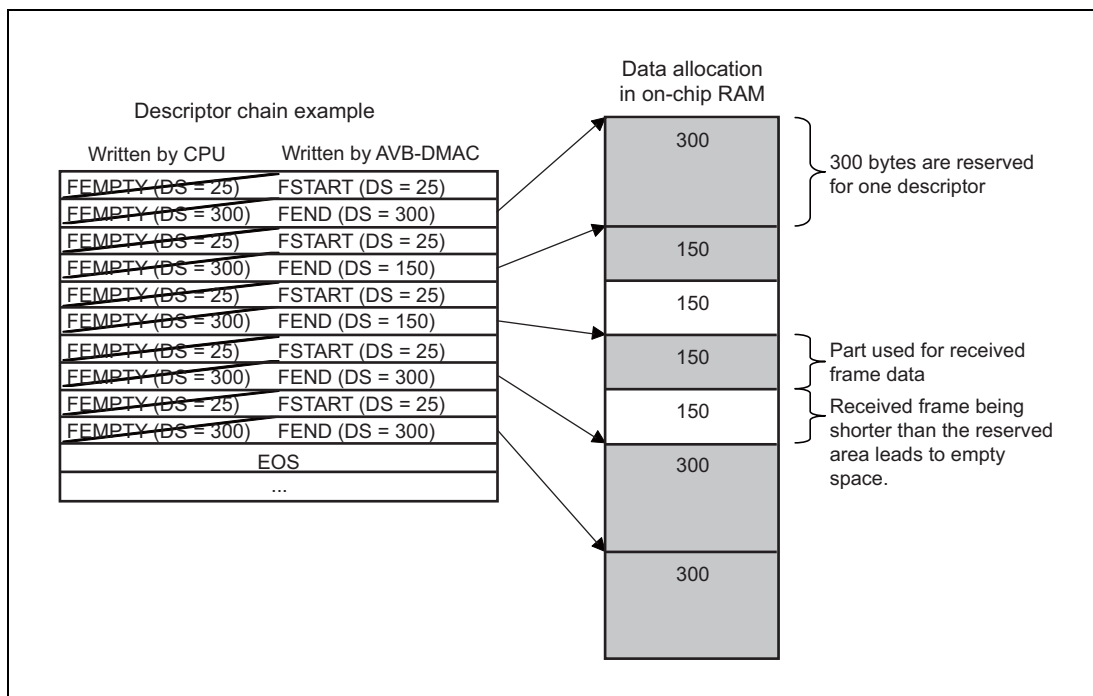 Data allocation
in on-chip RAM
Descriptor chain example
Written by CPU Written by AVB-DMAC
FEMPTY (DS = 25) FSTART (DS = 25)
FEMPTY (DS = 300) FEND (DS = 300)
FEMPTY (DS = 25) FSTART (DS = 25)
FEMPTY (DS = 300) FEND (DS = 150)
FEMPTY (DS = 25) FSTART (DS = 25)
FEMPTY (DS = 300) FEND (DS = 150)
FEMPTY (DS = 25) FSTART (DS = 25)
FEMPTY (DS = 300) FEND (DS = 300)
FEMPTY (DS = 25) FSTART (DS = 25)
FEMPTY (DS = 300) FEND (DS = 300)
EOS
...
300
150
150
150
150
300
300
300 bytes are reserved
for one descriptor
Part used for received
frame data
Received frame being
shorter than the reserved
area leads to empty
space.